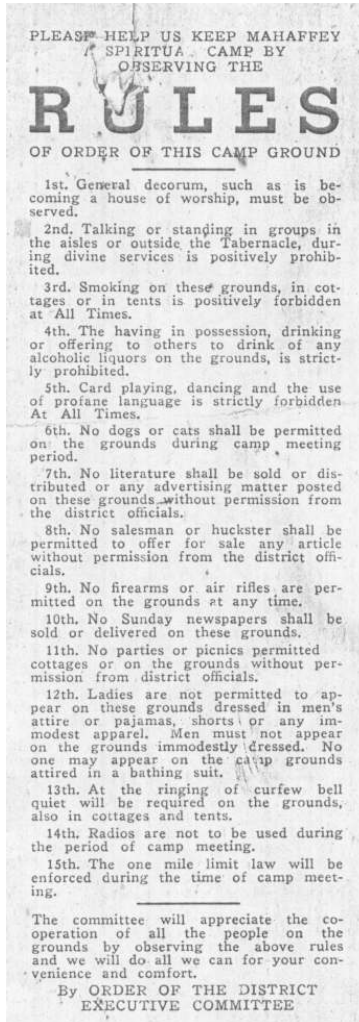 PLEASE HELP US KEEP MAHAFFEY
A SPIRITUAL CAMP BY
OBSERVING THE
RULES
OF ORDER OF THIS CAMP GROUND
1st. General decorum, such as is be-
coming a house of worship, must be ob-
served.
2nd. Talking or standing in groups in
the aisles or outside the Tabernacle, dur-
ing divine services is positively prohib-
ited.
3rd. Smoking on these grounds, in cot-
tages or in tents is positively forbidden
at All Times.
4th. The having in possession, drinking
or offering to others to drink of any
alcoholic liquors on the grounds, is strict-
ly prohibited.
5th. Card playing, dancing and the use
of profane language is strictly forbidden
At All Times.
6th. No dogs or cats shall be permitted
on the grounds during camp meeting
period.
7th. No literature shall be sold or dis-
tributed or any advertising matter posted
on these grounds without permission from
the district officials.
8th. No salesman or huckster shall be
permitted to offer for sale any article
without permission from the district offi-
cials.
9th. No firearms or air rifles are per-
mitted on the grounds at any time.
10th. No Sunday newspapers shall be
sold or delivered on these grounds.
11th. No parties or picnics permitted
cottages or on the grounds without per-
mission from district officials.
12th. Ladies are not permitted to ap-
pear on these grounds dressed in men's
attire or pajamas, shorts or any im-
modest apparel. Men must not appear
on the grounds immodestly dressed. No
one may appear on the camp grounds
attired in a bathing suit.
13th. At the ringing of curfew bell
quiet will be required on the grounds,
also in cottages and tents.
14th. Radios are not to be used during
the period of camp meeting.
15th. The one mile limit law will be
enforced during the time of camp meet-
ing.
The committee will appreciate the co-
operation of all the people on the
grounds by observing the above rules
and we will do all we can for your con-
venience and comfort.
By ORDER OF THE DISTRICT
EXECUTIVE COMMITTEE